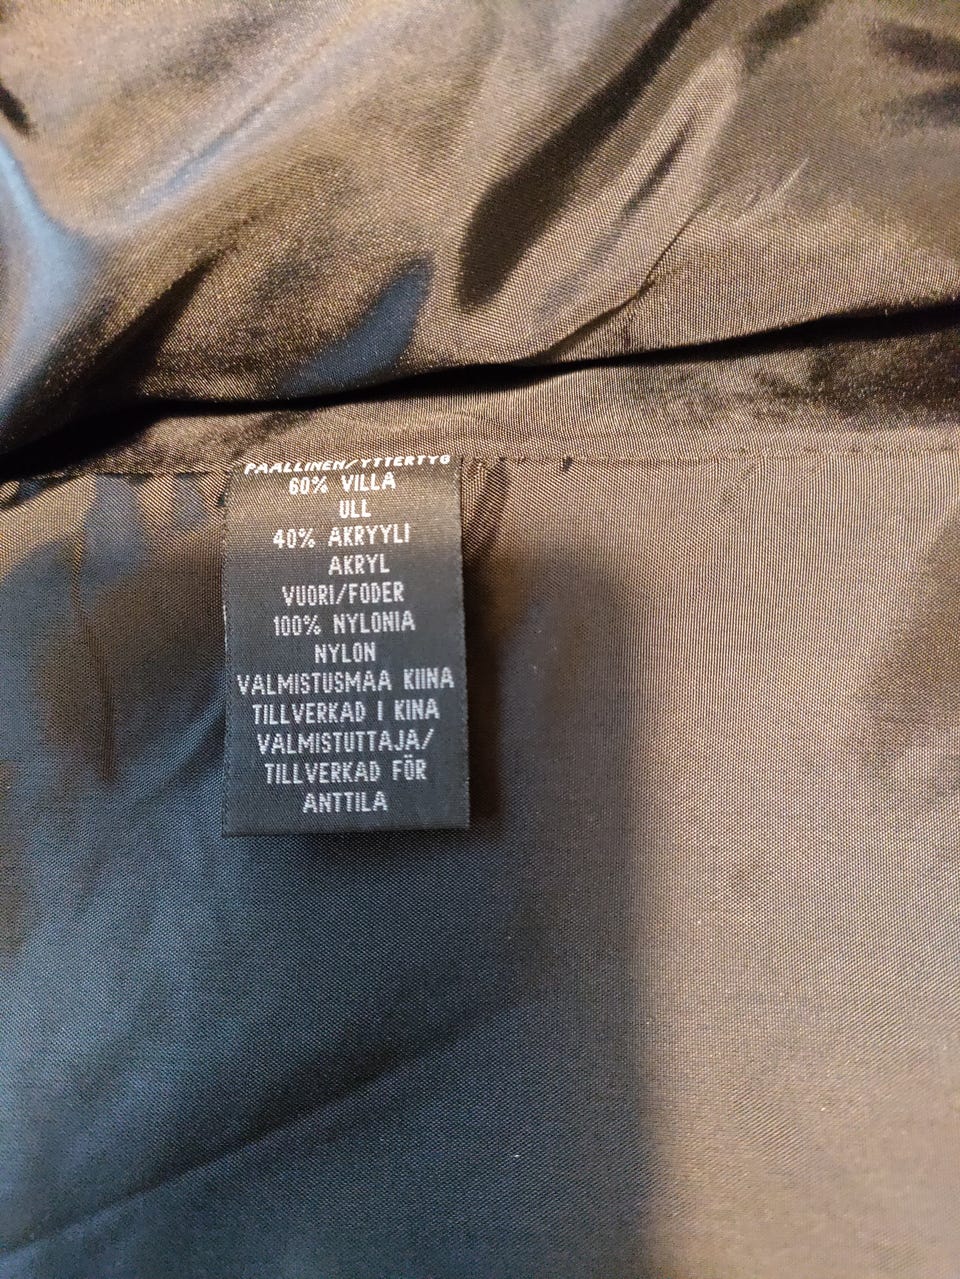 PÄÄLLINEN/YTTERTYG
60% VILLA
ULL
40% AKRYYLI
AKRYL
VUORI/FODER
100% NYLONIA
NYLON
VALMISTUSMAA KIINA
TILLVERKAD I KINA
VALMISTUTTAJA/
TILLVERKAD FÖR
ANTTILA